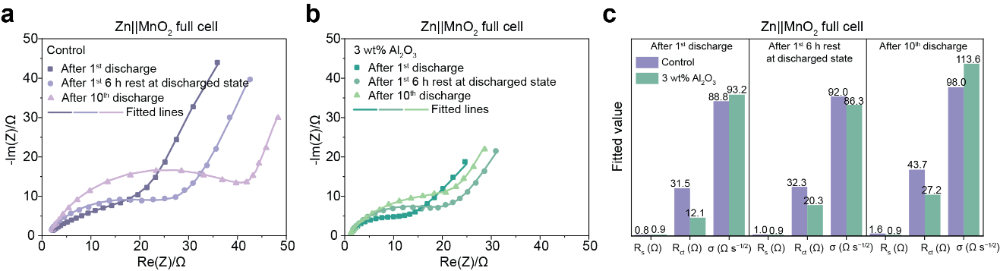 a
Zn||MnO₂ full cell
Control
After 1ˢᵗ discharge
After 1ˢᵗ 6 h rest at discharged state
After 10ᵗʰ discharge
Fitted lines
-Im(Z)/Ω
50
40
30
20
10
0
0 10 20 30 40 50
Re(Z)/Ω
b
Zn||MnO₂ full cell
3 wt% Al₂O₃
After 1ˢᵗ discharge
After 1ˢᵗ 6 h rest at discharged state
After 10ᵗʰ discharge
Fitted lines
-Im(Z)/Ω
50
40
30
20
10
0
0 10 20 30 40 50
Re(Z)/Ω
c
Zn||MnO₂ full cell
Fitted value
After 1ˢᵗ discharge
Control
3 wt% Al₂O₃
0.8 0.9
31.5 12.1
88.8 93.2
Rₛ (Ω) R_ct (Ω) σ (Ω s⁻¹/²)
After 1ˢᵗ 6 h rest
at discharged state
1.0 0.9
32.3 20.3
92.0 86.3
Rₛ (Ω) R_ct (Ω) σ (Ω s⁻¹/²)
After 10ᵗʰ discharge
1.6 0.9
43.7 27.2
98.0 113.6
Rₛ (Ω) R_ct (Ω) σ (Ω s⁻¹/²)